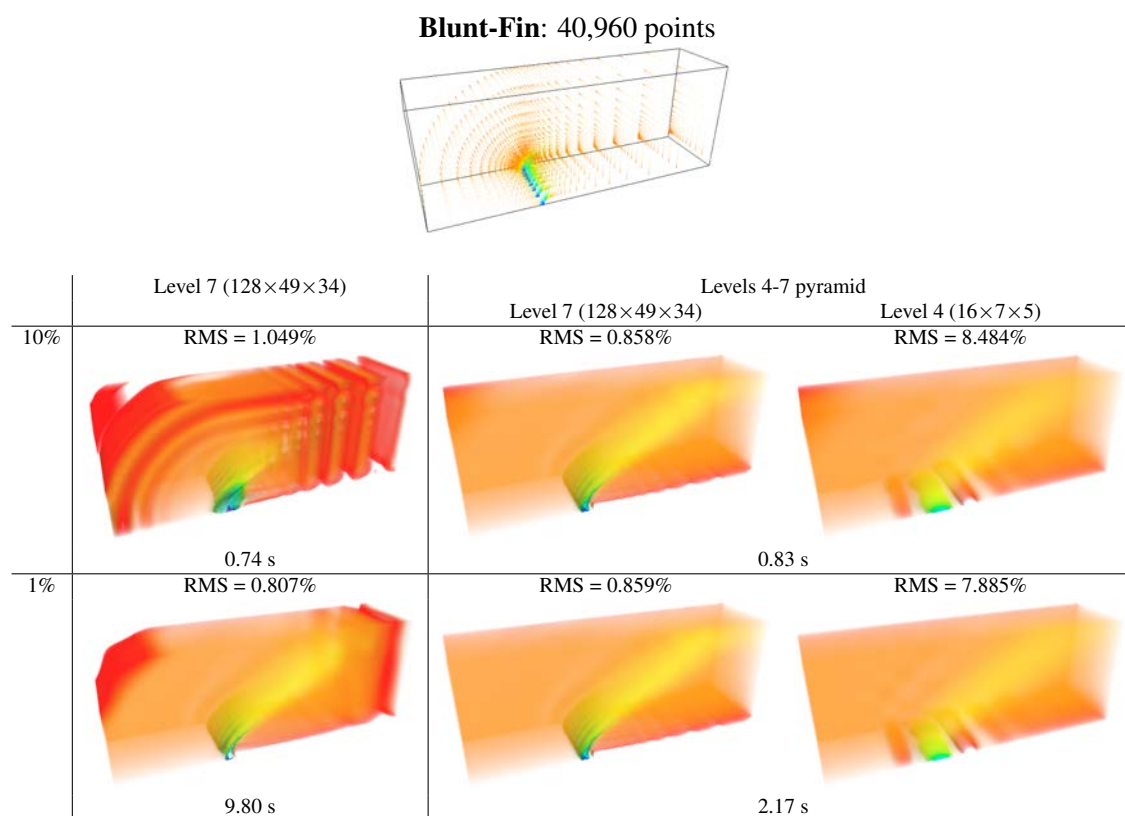 Blunt-Fin: 40,960 points
Level 7 (128×49×34) Levels 4-7 pyramid
Level 7 (128×49×34) Level 4 (16×7×5)
10% RMS = 1.049% RMS = 0.858% RMS = 8.484%
0.74 s 0.83 s
1% RMS = 0.807% RMS = 0.859% RMS = 7.885%
9.80 s 2.17 s